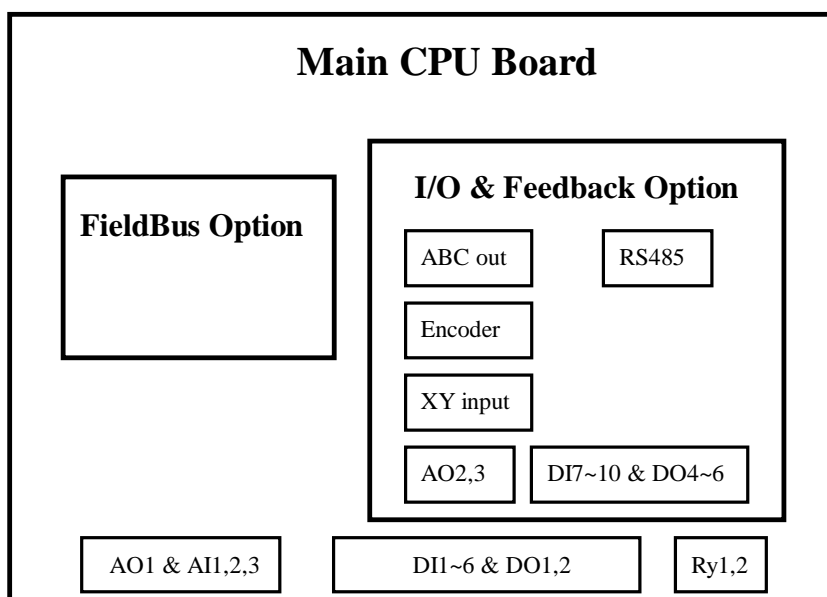 Main CPU Board
I/O & Feedback Option
FieldBus Option
ABC out
RS485
Encoder
XY input
AO2,3
DI7~10 & DO4~6
AO1 & AI1,2,3
DI1~6 & DO1,2
Ry1,2